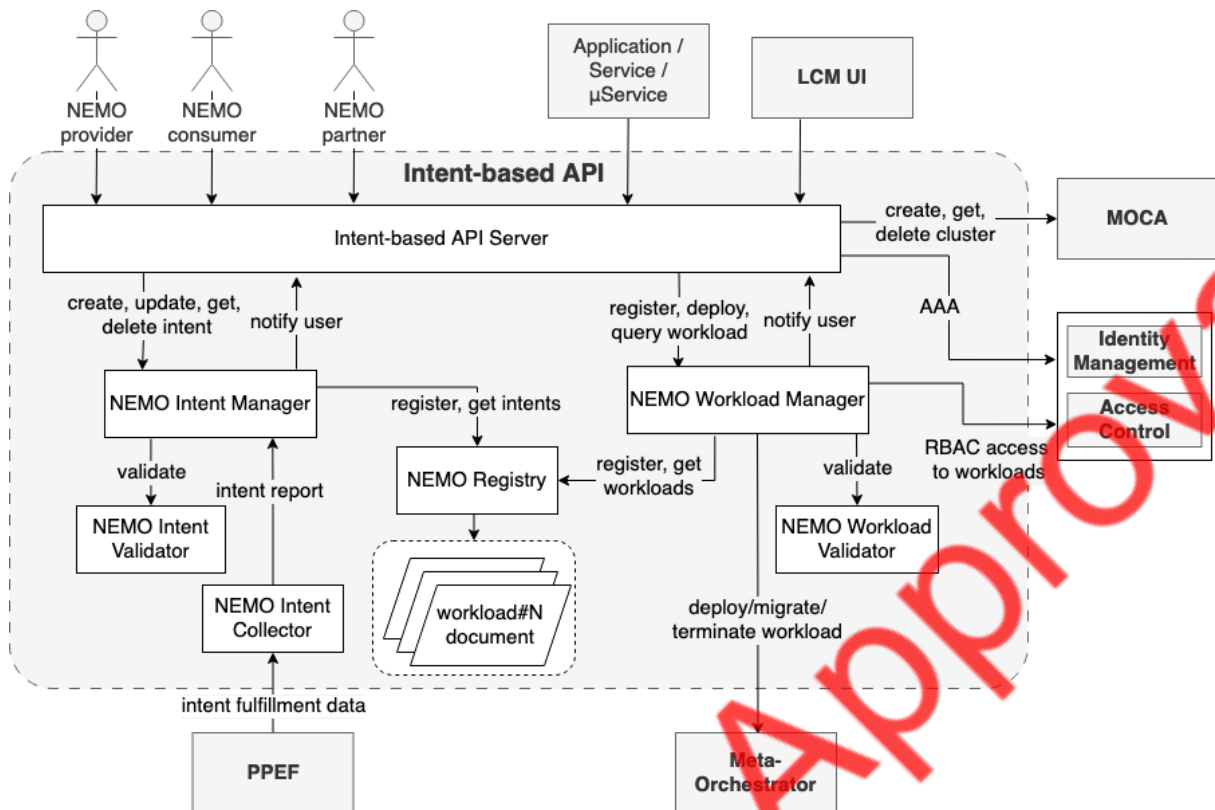 NEMO
provider
NEMO
consumer
NEMO
partner
Application /
Service /
µService
LCM UI
Intent-based API
Intent-based API Server
create, get,
delete cluster
MOCA
create, update, get,
delete intent
notify user
register, deploy,
query workload
notify user
AAA
Identity
Management
Access
Control
NEMO Intent Manager
register, get intents
NEMO Workload Manager
RBAC access
to workloads
validate
intent report
NEMO Registry
register, get
workloads
validate
NEMO Intent
Validator
NEMO Workload
Validator
NEMO Intent
Collector
workload#N
document
deploy/migrate/
terminate workload
intent fulfillment data
PPEF
Meta-
Orchestrator